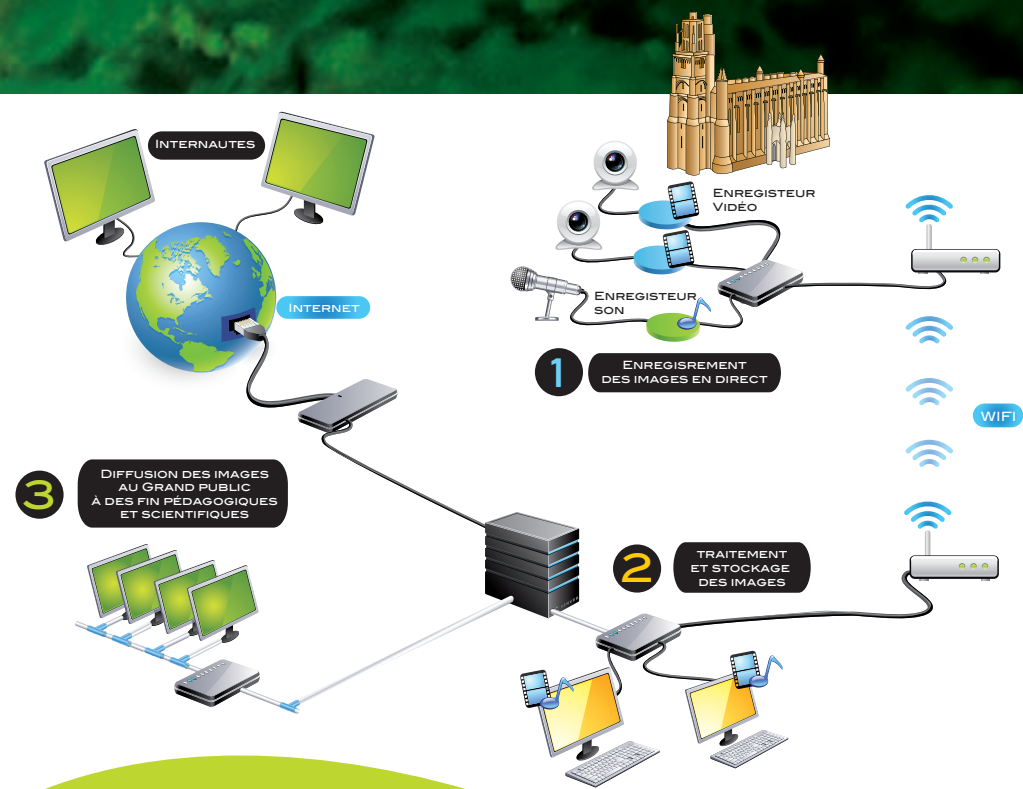 Internautes
Internet
Enregisteur
Vidéo
Enregisteur
son
1
Enregisrement
des images en direct
WIFI
3
Diffusion des images
au Grand public
à des fin pédagogiques
et scientifiques
2
traitement
et stockage
des images